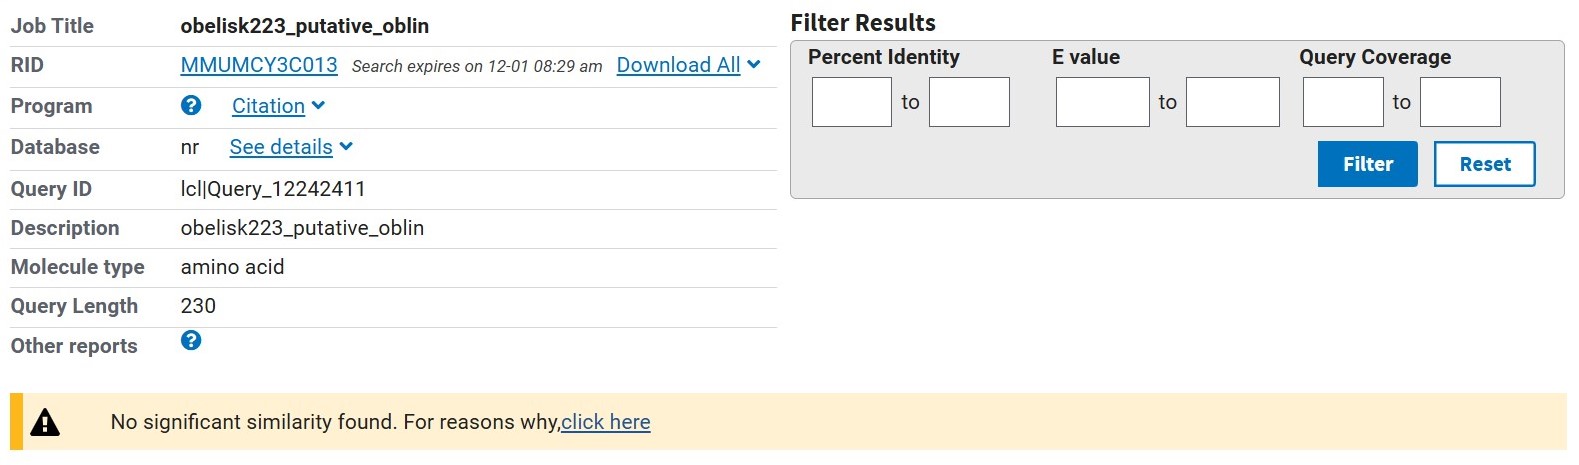 Job Title obelisk223_putative_oblin
RID MMUMCY3C013 Search expires on 12-01 08:29 am Download All
Program ? Citation
Database nr See details
Query ID lcl|Query_12242411
Description obelisk223_putative_oblin
Molecule type amino acid
Query Length 230
Other reports ?
Filter Results
Percent Identity E value Query Coverage
to to to
Filter Reset
No significant similarity found. For reasons why,click here